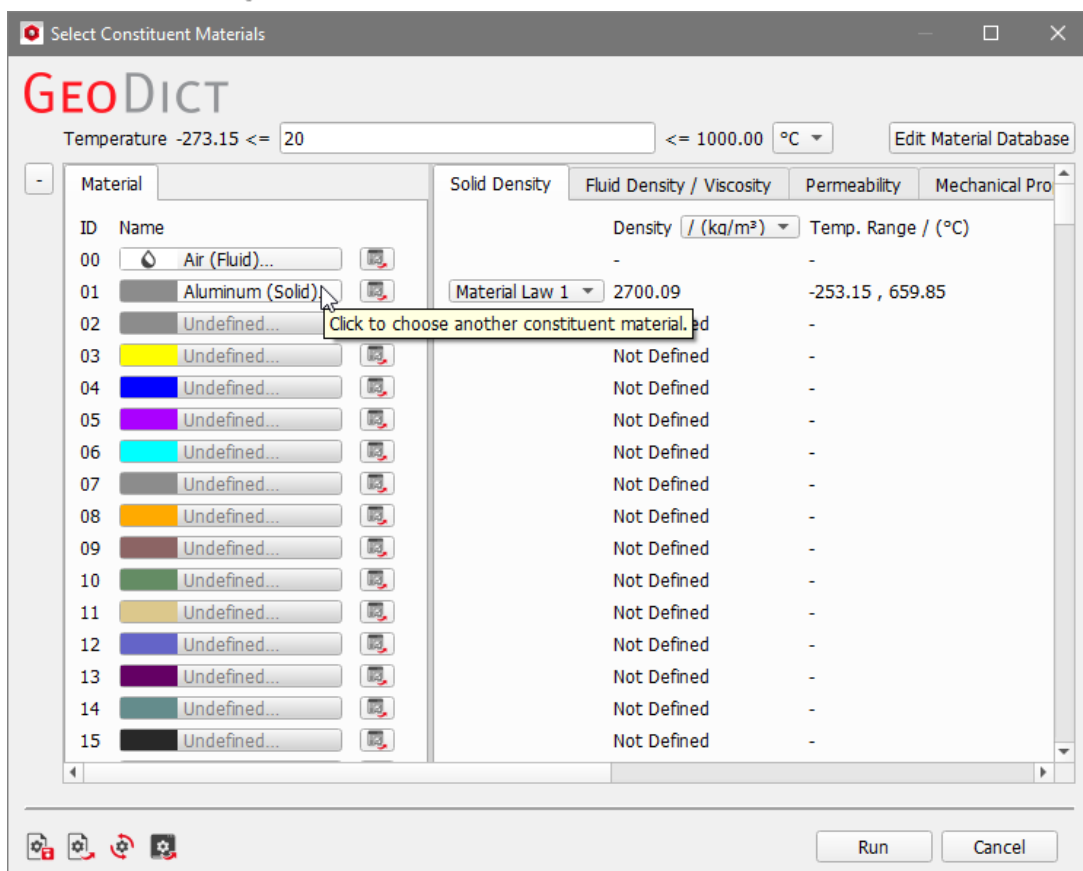 Select Constituent Materials
GEODICT
Temperature -273.15 <= 20 <= 1000.00 °C Edit Material Database
- Material Solid Density Fluid Density / Viscosity Permeability Mechanical Pro
ID Name Density / (kg/m³) Temp. Range / (°C)
00 Air (Fluid)... - -
01 Aluminum (Solid). Material Law 1 2700.09 -253.15 , 659.85
02 Undefined... ed -
Click to choose another constituent material.
03 Undefined... Not Defined -
04 Undefined... Not Defined -
05 Undefined... Not Defined -
06 Undefined... Not Defined -
07 Undefined... Not Defined -
08 Undefined... Not Defined -
09 Undefined... Not Defined -
10 Undefined... Not Defined -
11 Undefined... Not Defined -
12 Undefined... Not Defined -
13 Undefined... Not Defined -
14 Undefined... Not Defined -
15 Undefined... Not Defined -
Run Cancel